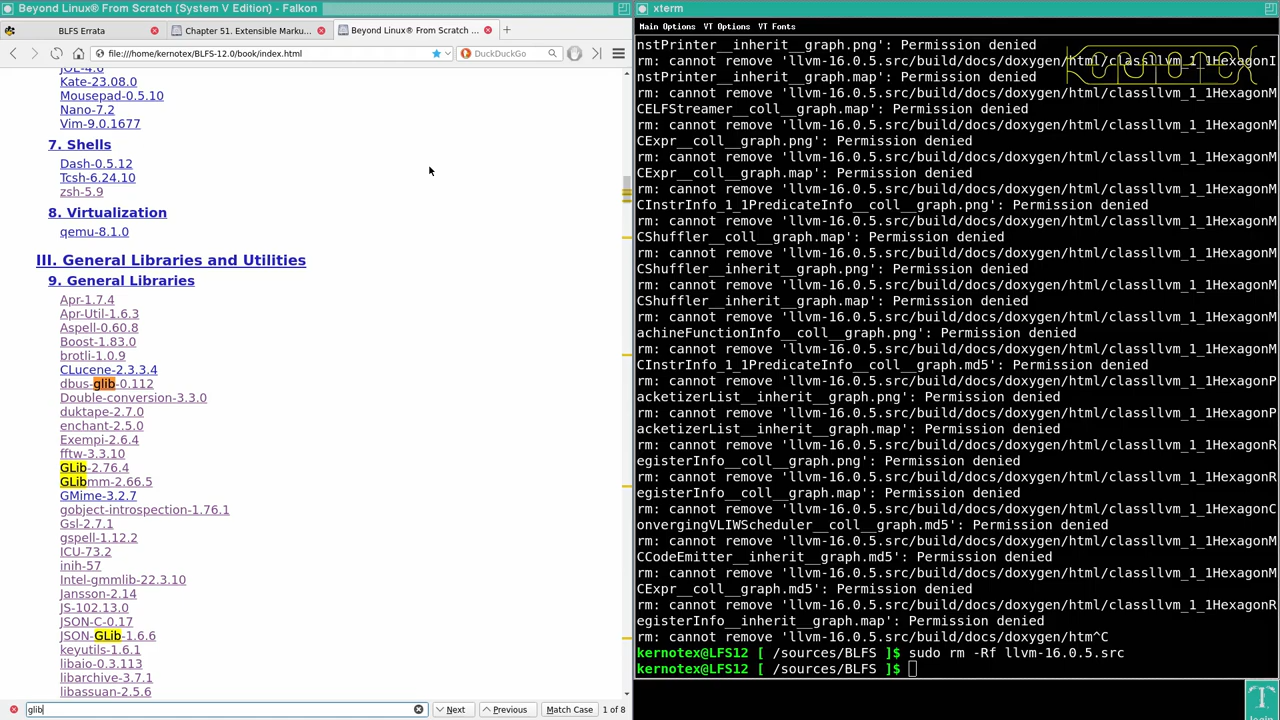 Beyond Linux® From Scratch (System V Edition) - Falkon
BLFS Errata
Chapter 51. Extensible Marku...
Beyond Linux® From Scratch ...
file:///home/kernotex/BLFS-12.0/book/index.html
DuckDuckGo
JOE-4.6
Kate-23.08.0
Mousepad-0.5.10
Nano-7.2
Vim-9.0.1677
7. Shells
Dash-0.5.12
Tcsh-6.24.10
zsh-5.9
8. Virtualization
qemu-8.1.0
III. General Libraries and Utilities
9. General Libraries
Apr-1.7.4
Apr-Util-1.6.3
Aspell-0.60.8
Boost-1.83.0
brotli-1.0.9
CLucene-2.3.3.4
dbus-glib-0.112
Double-conversion-3.3.0
duktape-2.7.0
enchant-2.5.0
Exempi-2.6.4
fftw-3.3.10
GLib-2.76.4
GLibmm-2.66.5
GMime-3.2.7
gobject-introspection-1.76.1
Gsl-2.7.1
gspell-1.12.2
ICU-73.2
inih-57
Intel-gmmlib-22.3.10
Jansson-2.14
JS-102.13.0
JSON-C-0.17
JSON-GLib-1.6.6
keyutils-1.6.1
libaio-0.3.113
libarchive-3.7.1
libassuan-2.5.6
glib
Next
Previous
Match Case
1 of 8
xterm
Main Options VT Options VT Fonts
nstPrinter__inherit__graph.png': Permission denied
rm: cannot remove 'llvm-16.0.5.src/build/docs/doxygen/html/classllvm_1_1HexagonI
nstPrinter__inherit__graph.map': Permission denied
rm: cannot remove 'llvm-16.0.5.src/build/docs/doxygen/html/classllvm_1_1HexagonM
CELFStreamer__coll__graph.map': Permission denied
rm: cannot remove 'llvm-16.0.5.src/build/docs/doxygen/html/classllvm_1_1HexagonM
CExpr__coll__graph.png': Permission denied
rm: cannot remove 'llvm-16.0.5.src/build/docs/doxygen/html/classllvm_1_1HexagonM
CExpr__coll__graph.map': Permission denied
rm: cannot remove 'llvm-16.0.5.src/build/docs/doxygen/html/classllvm_1_1HexagonM
CInstrInfo_1_1PredicateInfo__coll__graph.png': Permission denied
rm: cannot remove 'llvm-16.0.5.src/build/docs/doxygen/html/classllvm_1_1HexagonM
CShuffler__coll__graph.map': Permission denied
rm: cannot remove 'llvm-16.0.5.src/build/docs/doxygen/html/classllvm_1_1HexagonM
CShuffler__inherit__graph.png': Permission denied
rm: cannot remove 'llvm-16.0.5.src/build/docs/doxygen/html/classllvm_1_1HexagonM
CShuffler__inherit__graph.map': Permission denied
rm: cannot remove 'llvm-16.0.5.src/build/docs/doxygen/html/classllvm_1_1HexagonM
achineFunctionInfo__coll__graph.png': Permission denied
rm: cannot remove 'llvm-16.0.5.src/build/docs/doxygen/html/classllvm_1_1HexagonM
CInstrInfo_1_1PredicateInfo__coll__graph.md5': Permission denied
rm: cannot remove 'llvm-16.0.5.src/build/docs/doxygen/html/classllvm_1_1HexagonP
acketizerList__inherit__graph.png': Permission denied
rm: cannot remove 'llvm-16.0.5.src/build/docs/doxygen/html/classllvm_1_1HexagonP
acketizerList__inherit__graph.map': Permission denied
rm: cannot remove 'llvm-16.0.5.src/build/docs/doxygen/html/classllvm_1_1HexagonR
egisterInfo__coll__graph.png': Permission denied
rm: cannot remove 'llvm-16.0.5.src/build/docs/doxygen/html/classllvm_1_1HexagonR
egisterInfo__coll__graph.map': Permission denied
rm: cannot remove 'llvm-16.0.5.src/build/docs/doxygen/html/classllvm_1_1HexagonC
onvergingVLIWScheduler__coll__graph.md5': Permission denied
rm: cannot remove 'llvm-16.0.5.src/build/docs/doxygen/html/classllvm_1_1HexagonM
CCodeEmitter__inherit__graph.md5': Permission denied
rm: cannot remove 'llvm-16.0.5.src/build/docs/doxygen/html/classllvm_1_1HexagonM
CExpr__coll__graph.md5': Permission denied
rm: cannot remove 'llvm-16.0.5.src/build/docs/doxygen/html/classllvm_1_1HexagonR
egisterInfo__inherit__graph.map': Permission denied
rm: cannot remove 'llvm-16.0.5.src/build/docs/doxygen/htm^C
kernotex@LFS12 [ /sources/BLFS ]$ sudo rm -Rf llvm-16.0.5.src
kernotex@LFS12 [ /sources/BLFS ]$